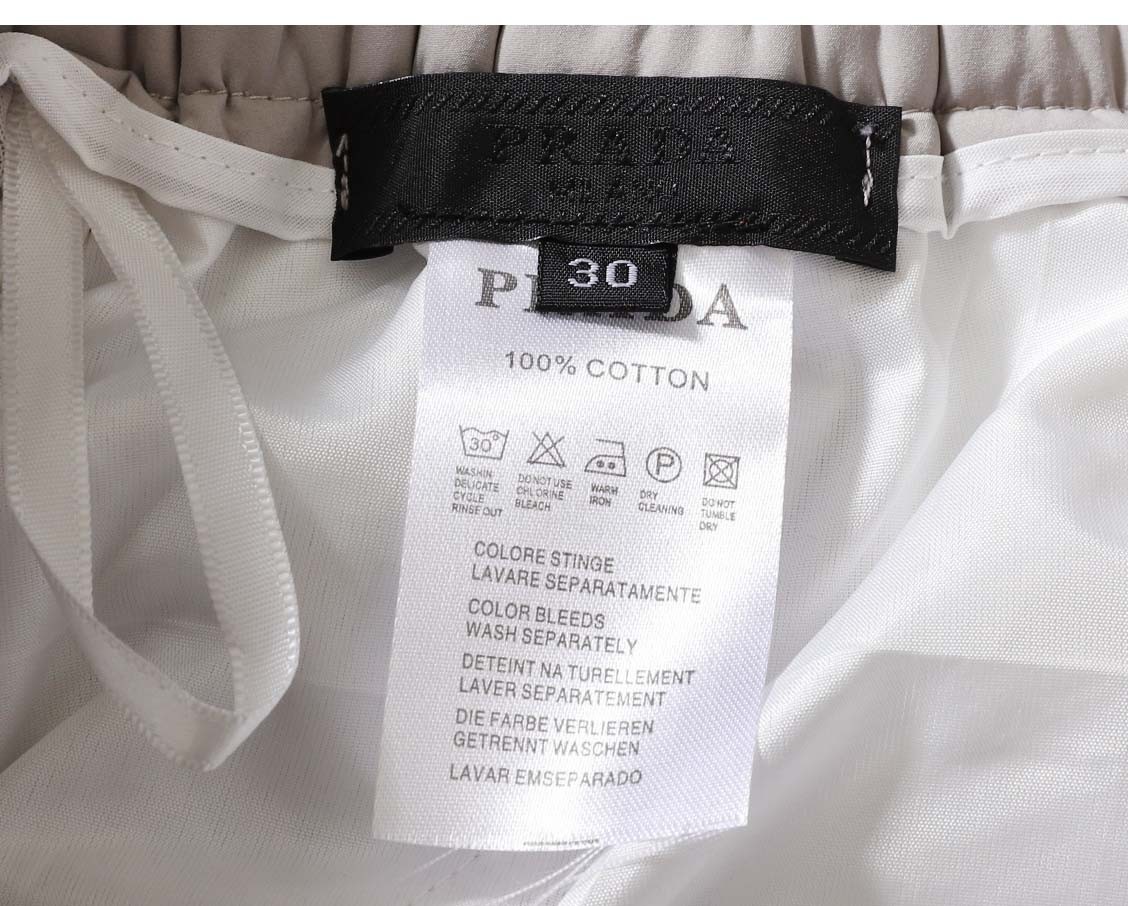 PRADA
MILANO
30
PRADA
100% COTTON
30°
P
WASHIN
DELICATE
CYCLE
RINSE OUT
DO NOT USE
CHLORINE
BLEACH
WARM
IRON
DRY
CLEANING
DO NOT
TUMBLE
DRY
COLORE STINGE
LAVARE SEPARATAMENTE
COLOR BLEEDS
WASH SEPARATELY
DETEINT NA TURELLEMENT
LAVER SEPARATEMENT
DIE FARBE VERLIEREN
GETRENNT WASCHEN
LAVAR EMSEPARADO